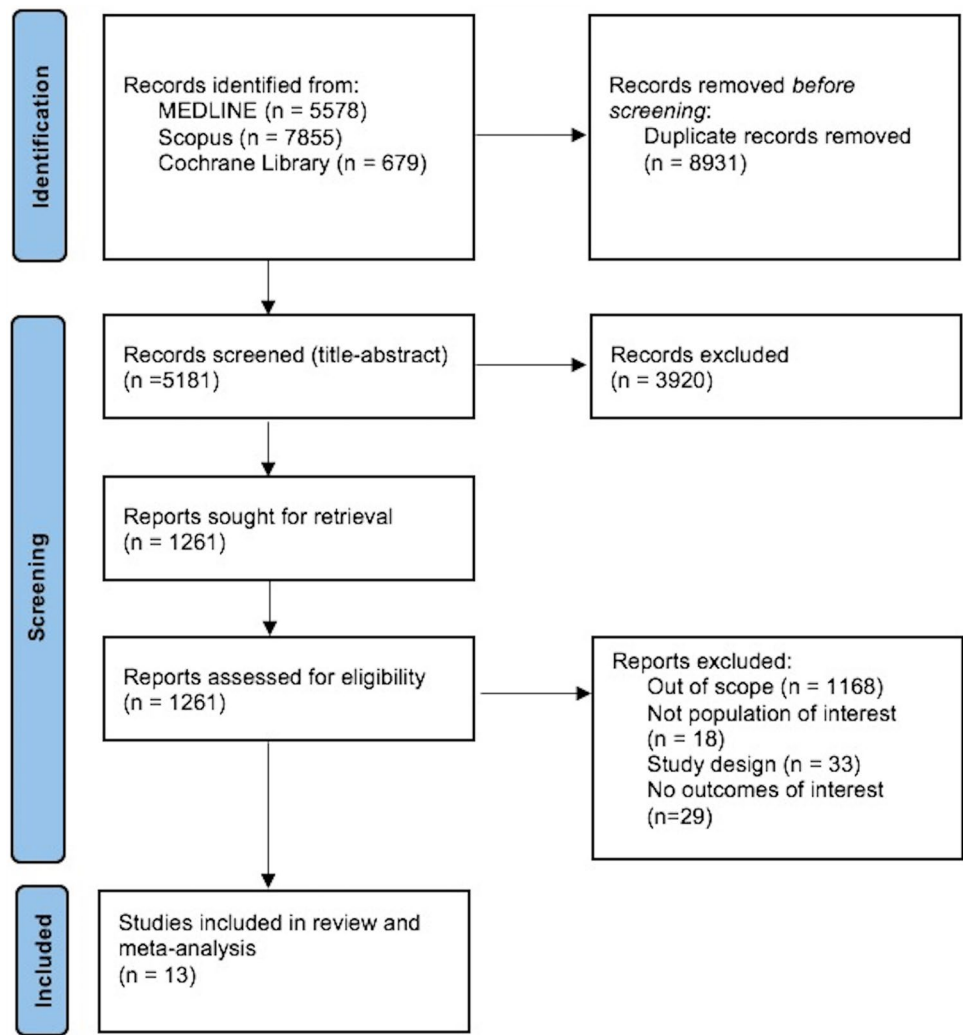 Identification
Records identified from:
MEDLINE (n = 5578)
Scopus (n = 7855)
Cochrane Library (n = 679)
Records removed before
screening:
Duplicate records removed
(n = 8931)
Screening
Records screened (title-abstract)
(n =5181)
Records excluded
(n = 3920)
Reports sought for retrieval
(n = 1261)
Reports assessed for eligibility
(n = 1261)
Reports excluded:
Out of scope (n = 1168)
Not population of interest
(n = 18)
Study design (n = 33)
No outcomes of interest
(n=29)
Included
Studies included in review and
meta-analysis
(n = 13)